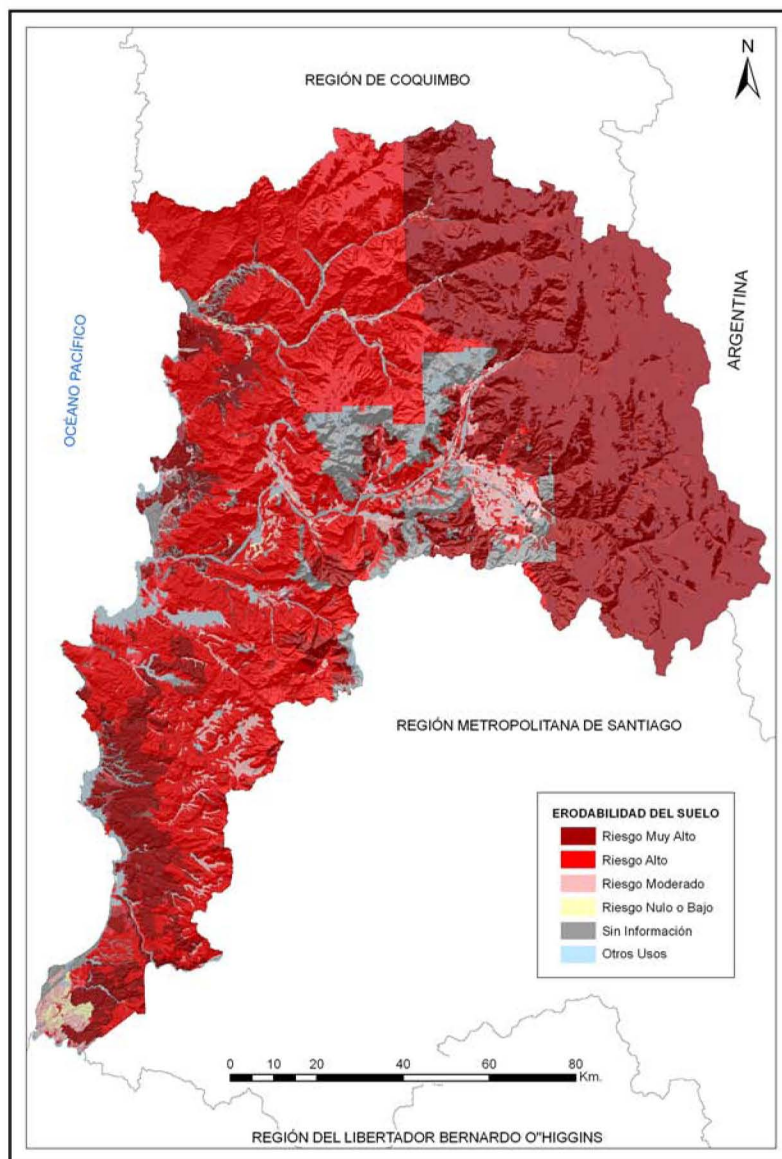 REGIÓN DE COQUIMBO
N
OCÉANO PACÍFICO
ARGENTINA
REGIÓN METROPOLITANA DE SANTIAGO
ERODABILIDAD DEL SUELO
Riesgo Muy Alto
Riesgo Alto
Riesgo Moderado
Riesgo Nulo o Bajo
Sin Información
Otros Usos
0 10 20 40 60 80
Km.
REGIÓN DEL LIBERTADOR BERNARDO O"HIGGINS